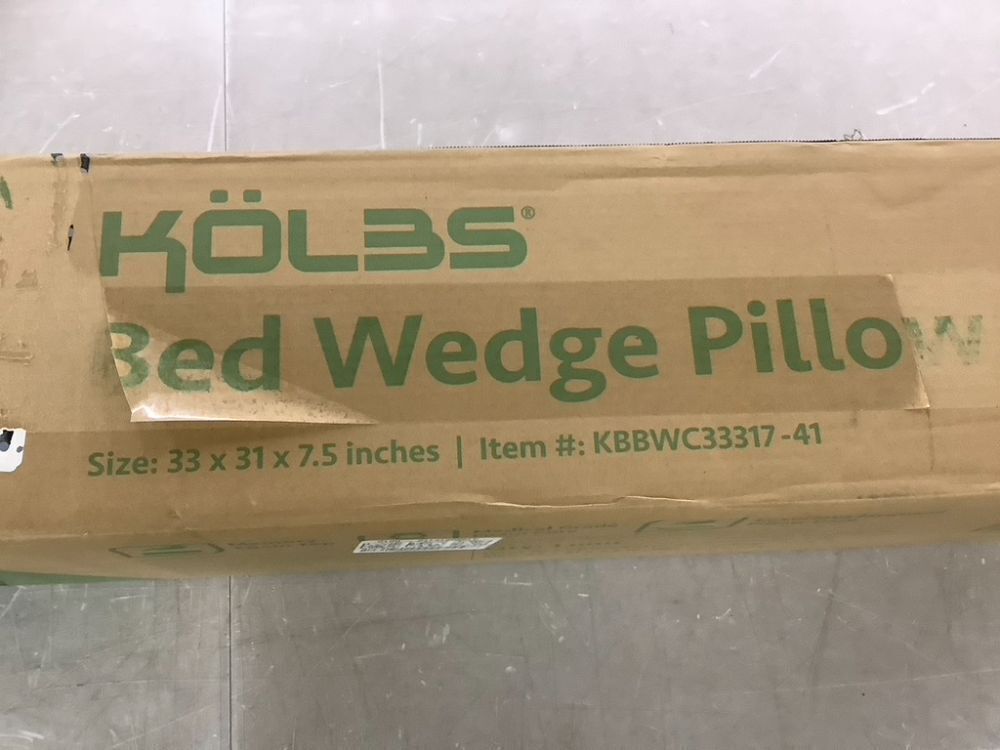 KÖLBS®
Bed Wedge Pillow
Size: 33 x 31 x 7.5 inches | Item #: KBBWC33317-41